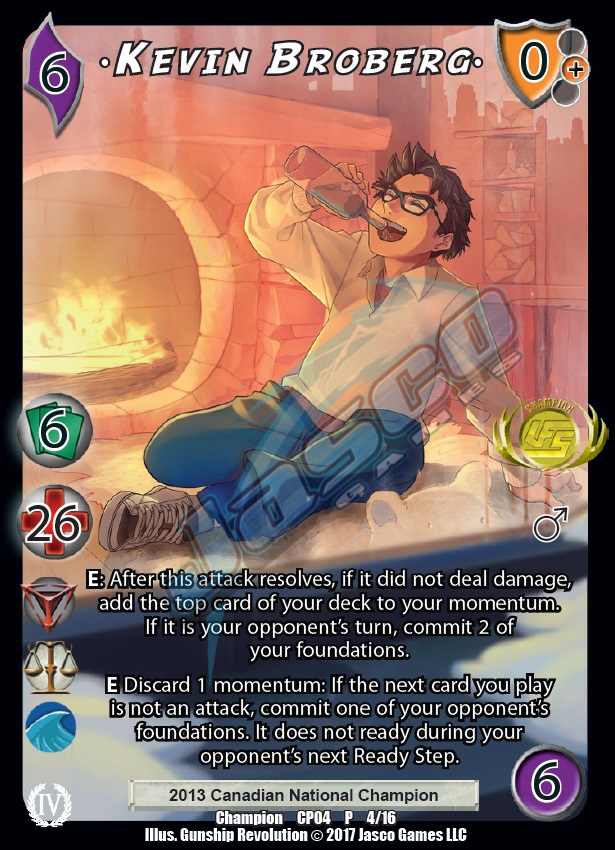 6
·KEVIN BROBERG·
0
+
CHAMPION
UFS
Jasco
GAMES
6
26
E: After this attack resolves, if it did not deal damage,
add the top card of your deck to your momentum.
If it is your opponent's turn, commit 2 of
your foundations.
E Discard 1 momentum: If the next card you play
is not an attack, commit one of your opponent's
foundations. It does not ready during your
opponent's next Ready Step.
IV
6
2013 Canadian National Champion
Champion CP04 P 4/16
Illus. Gunship Revolution © 2017 Jasco Games LLC